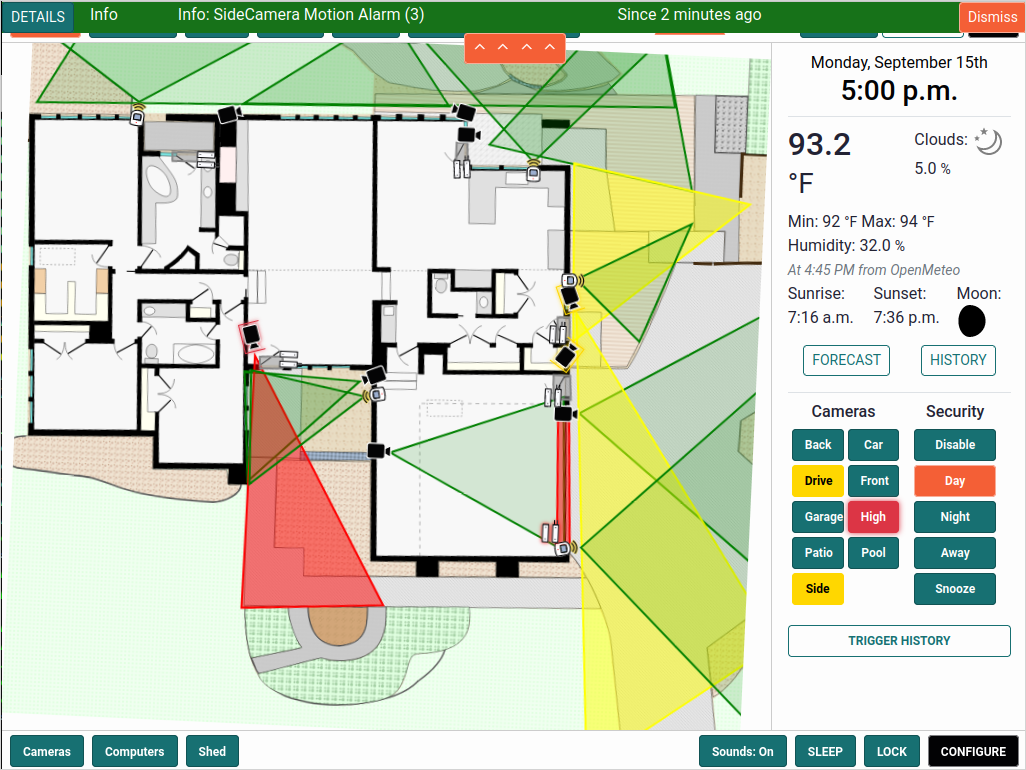 DETAILS Info Info: SideCamera Motion Alarm (3) Since 2 minutes ago Dismiss
Monday, September 15th
5:00 p.m.
93.2
°F
Clouds:
5.0 %
Min: 92 °F Max: 94 °F
Humidity: 32.0 %
At 4:45 PM from OpenMeteo
Sunrise: Sunset: Moon:
7:16 a.m. 7:36 p.m.
FORECAST HISTORY
Cameras Security
Back Car Disable
Drive Front Day
Garage High Night
Patio Pool Away
Side Snooze
TRIGGER HISTORY
Cameras Computers Shed Sounds: On SLEEP LOCK CONFIGURE